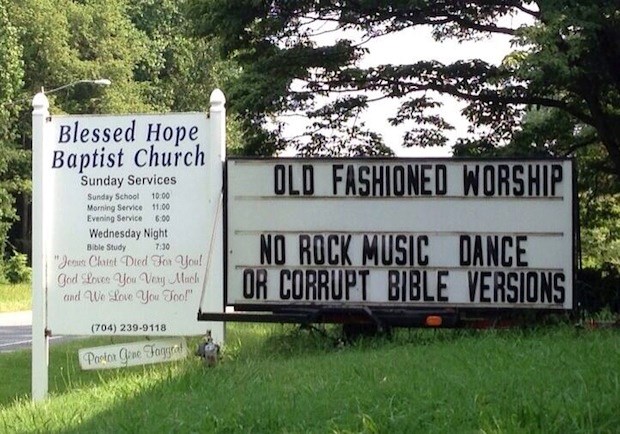 Blessed Hope
Baptist Church
Sunday Services
Sunday School 10:00
Morning Service 11:00
Evening Service 6:00
Wednesday Night
Bible Study 7:30
"Jesus Christ Died For You!
God Loves You Very Much
and We Love You Too!"
(704) 239-9118
Pastor Gene Faggart
OLD FASHIONED WORSHIP
NO ROCK MUSIC DANCE
OR CORRUPT BIBLE VERSIONS